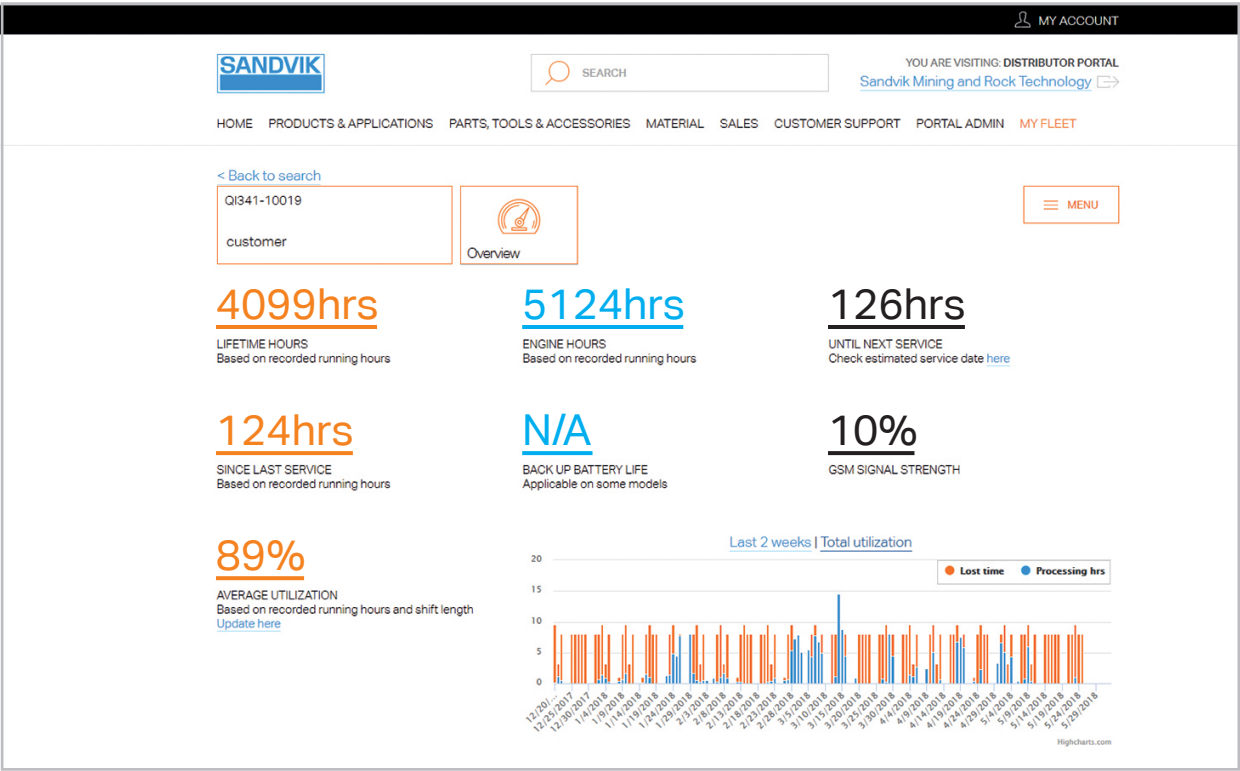 MY ACCOUNT
SANDVIK
SEARCH
YOU ARE VISITING: DISTRIBUTOR PORTAL
Sandvik Mining and Rock Technology
HOME PRODUCTS & APPLICATIONS PARTS, TOOLS & ACCESSORIES MATERIAL SALES CUSTOMER SUPPORT PORTAL ADMIN MY FLEET
< Back to search
QI341-10019
customer
Overview
MENU
4099hrs
LIFETIME HOURS
Based on recorded running hours
5124hrs
ENGINE HOURS
Based on recorded running hours
126hrs
UNTIL NEXT SERVICE
Check estimated service date here
124hrs
SINCE LAST SERVICE
Based on recorded running hours
N/A
BACK UP BATTERY LIFE
Applicable on some models
10%
GSM SIGNAL STRENGTH
89%
AVERAGE UTILIZATION
Based on recorded running hours and shift length
Update here
Last 2 weeks | Total utilization
Lost time Processing hrs
20
15
10
5
0
12/20/...
12/25/2017
12/30/2017
1/4/2018
1/9/2018
1/14/2018
1/19/2018
1/24/2018
1/29/2018
2/3/2018
2/8/2018
2/13/2018
2/18/2018
2/23/2018
2/28/2018
3/5/2018
3/10/2018
3/15/2018
3/20/2018
3/25/2018
3/30/2018
4/4/2018
4/9/2018
4/14/2018
4/19/2018
4/24/2018
4/29/2018
5/4/2018
5/9/2018
5/14/2018
5/19/2018
5/24/2018
5/29/2018
Highcharts.com